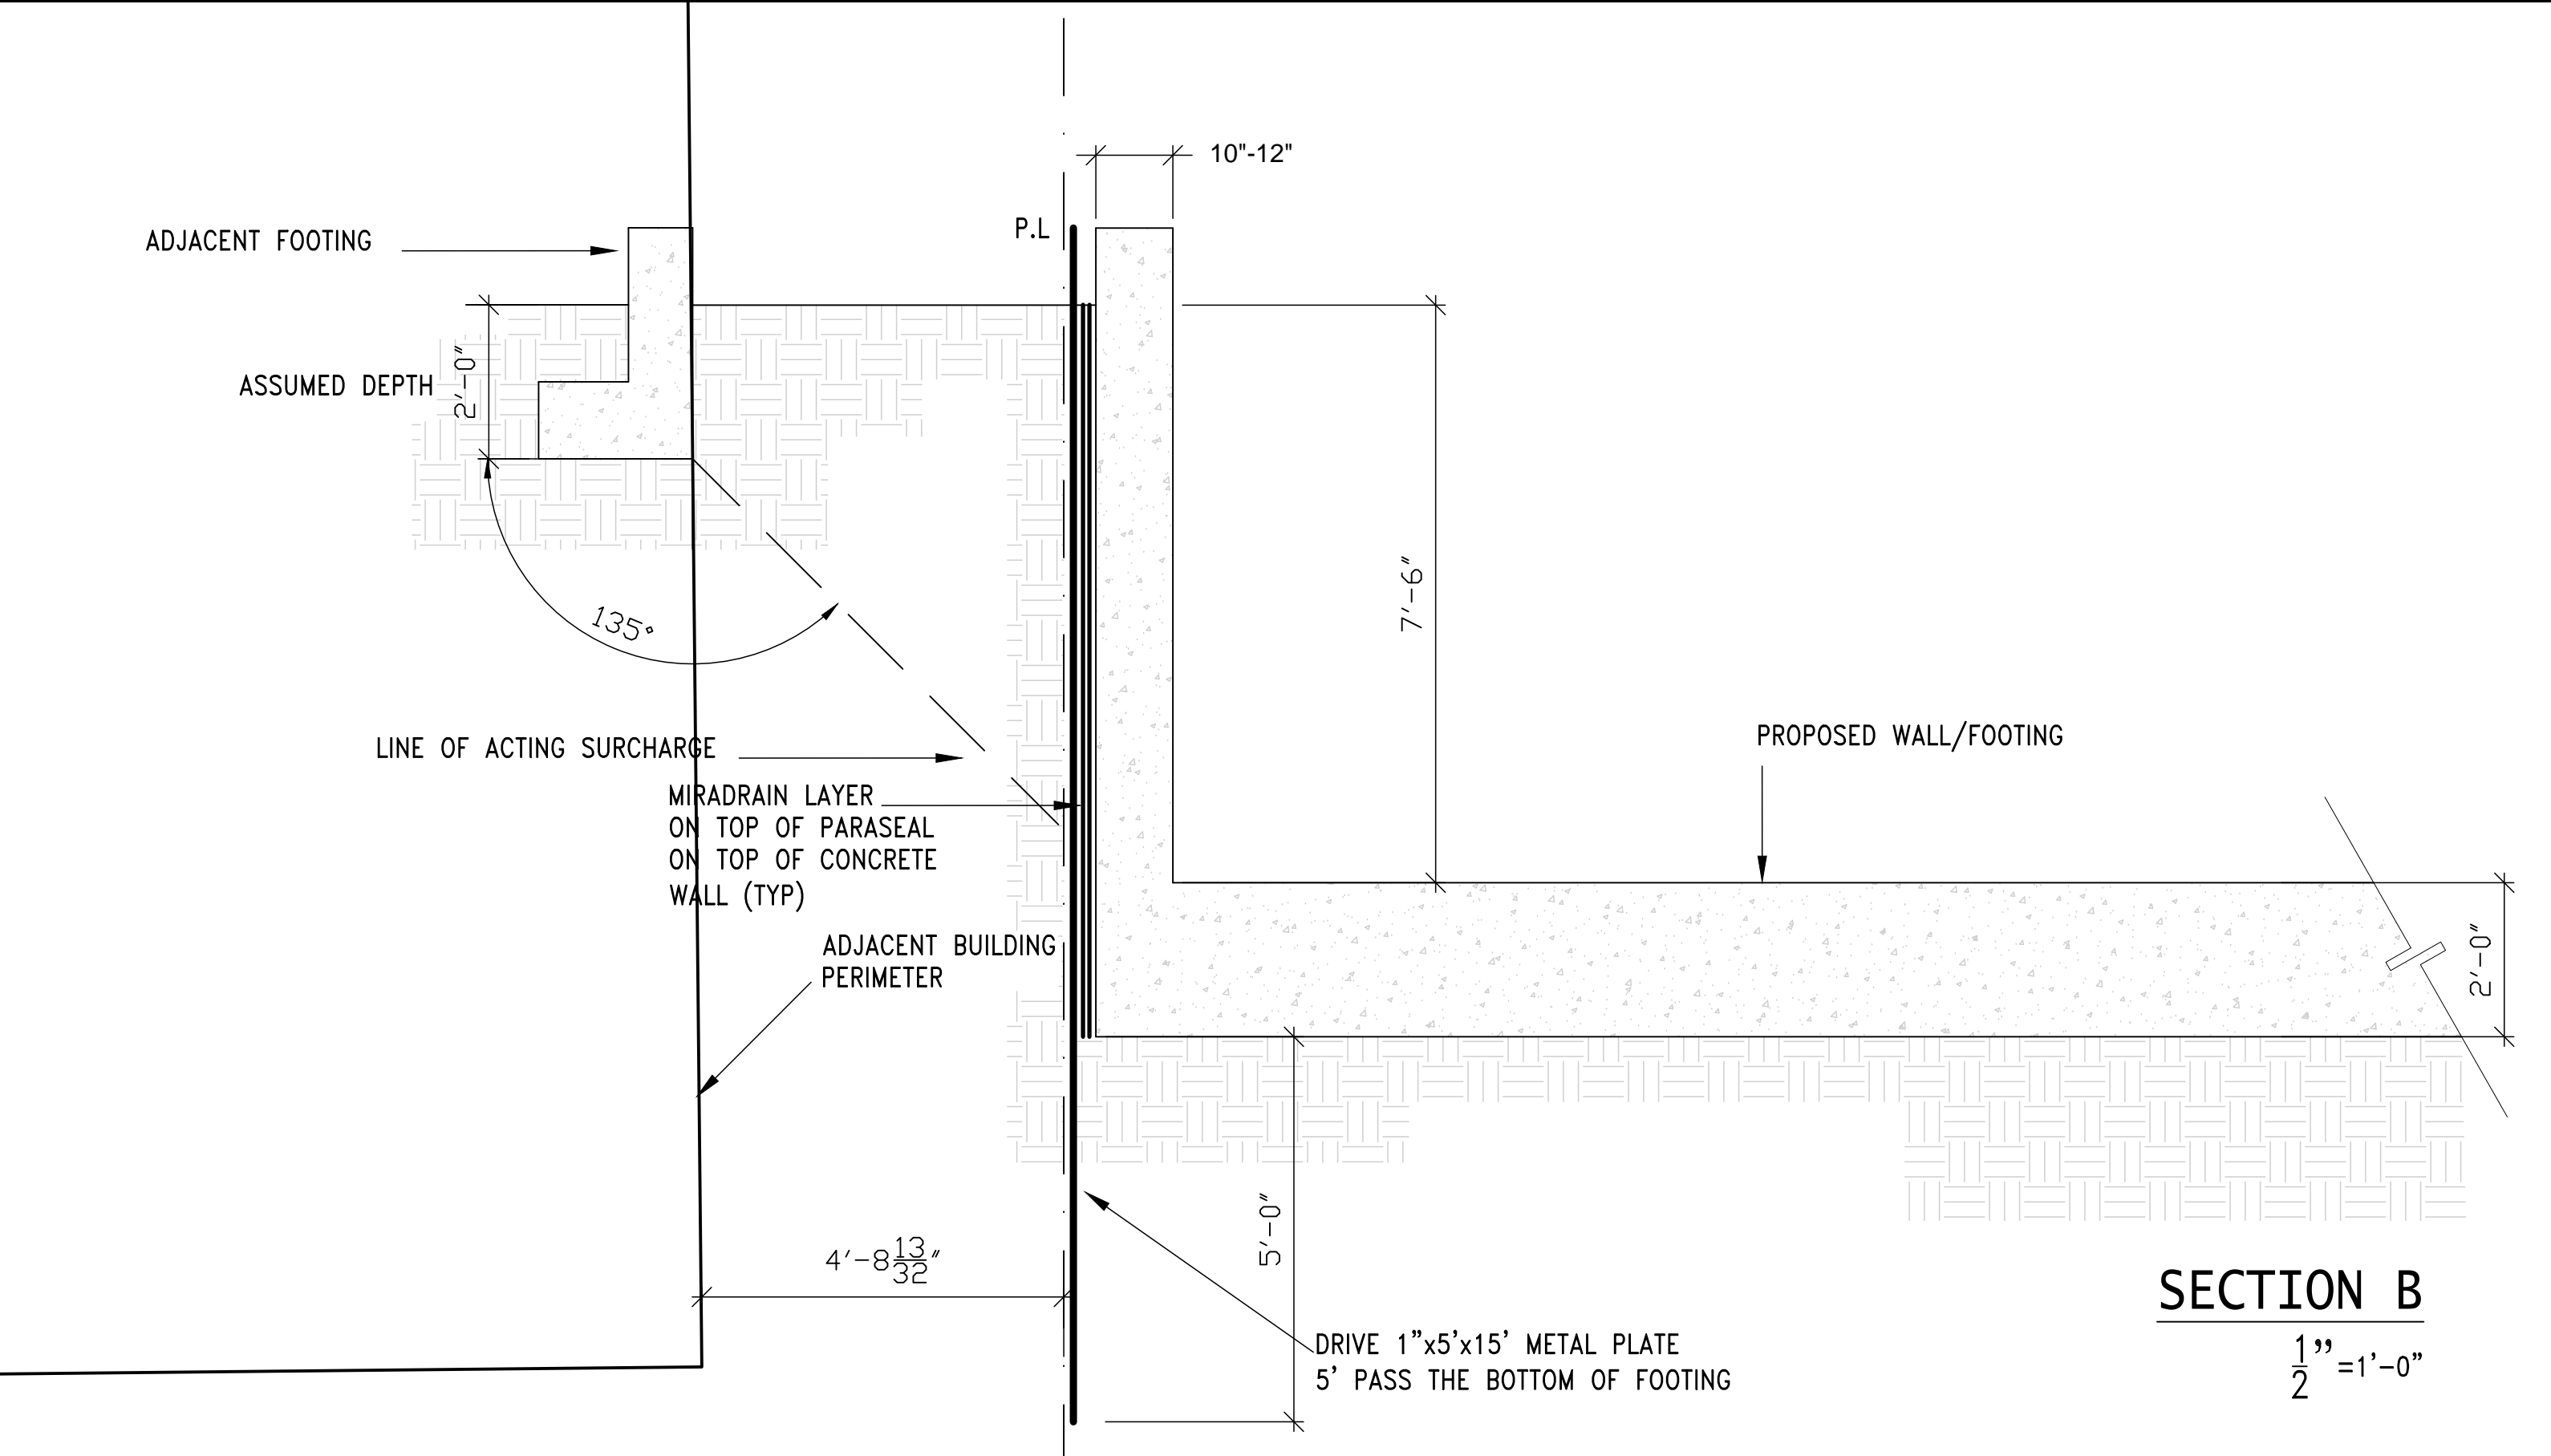 10"-12"
P.L
ADJACENT FOOTING
ASSUMED DEPTH
2'-0"
135°
7'-6"
LINE OF ACTING SURCHARGE
PROPOSED WALL/FOOTING
MIRADRAIN LAYER
ON TOP OF PARASEAL
ON TOP OF CONCRETE
WALL (TYP)
ADJACENT BUILDING
PERIMETER
2'-0"
5'-0"
4'-8 13/32"
DRIVE 1"x5'x15' METAL PLATE
5' PASS THE BOTTOM OF FOOTING
SECTION B
1/2"=1'-0"